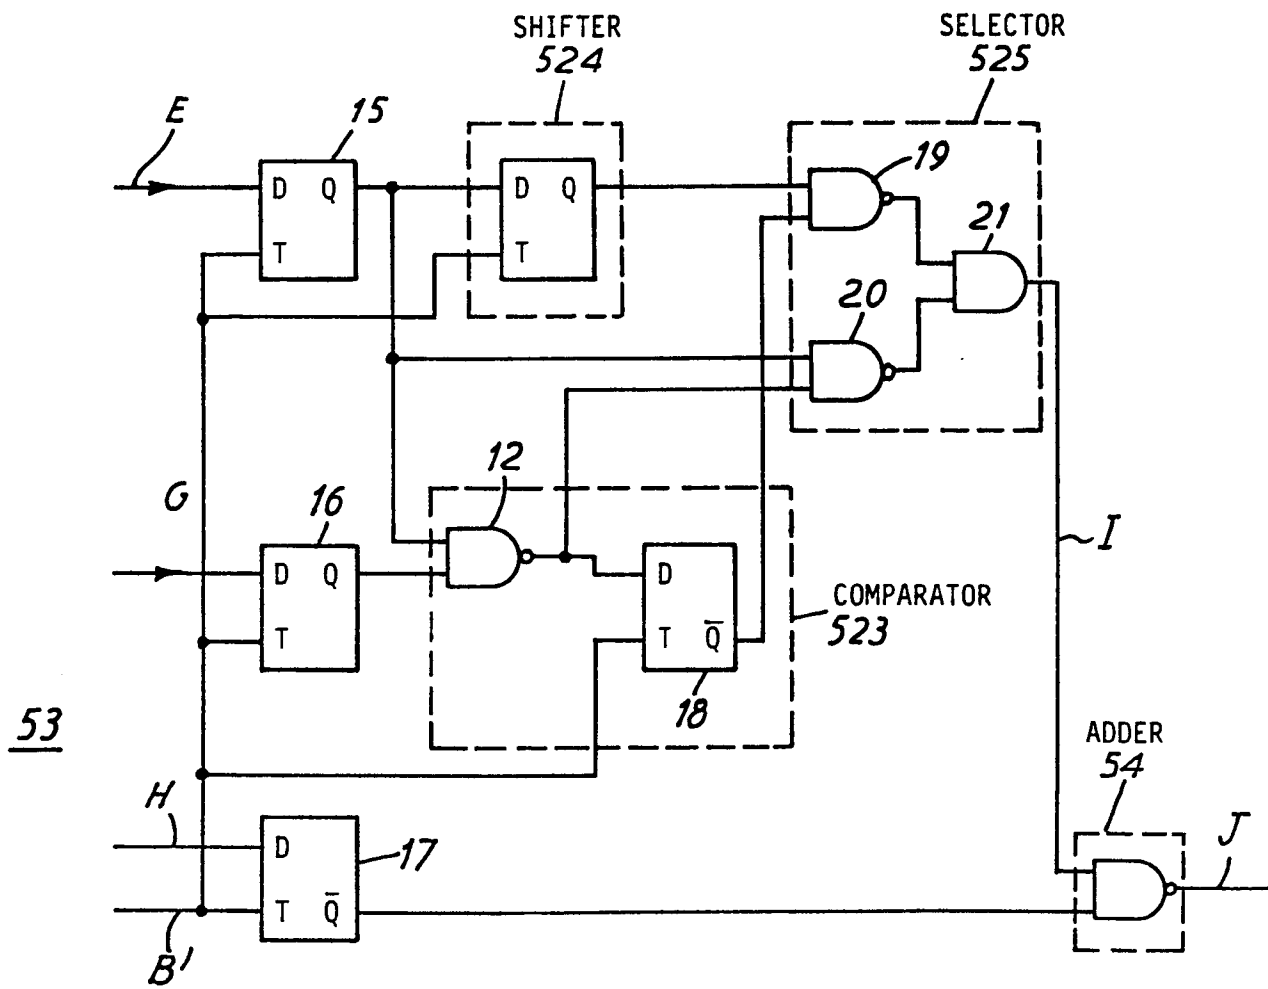 SHIFTER
524
SELECTOR
525
E
15
D Q
T
D Q
T
19
21
20
G
16
D Q
T
12
D
T Q̅
18
COMPARATOR
523
I
53
H
D
T Q̅
17
B'
ADDER
54
J